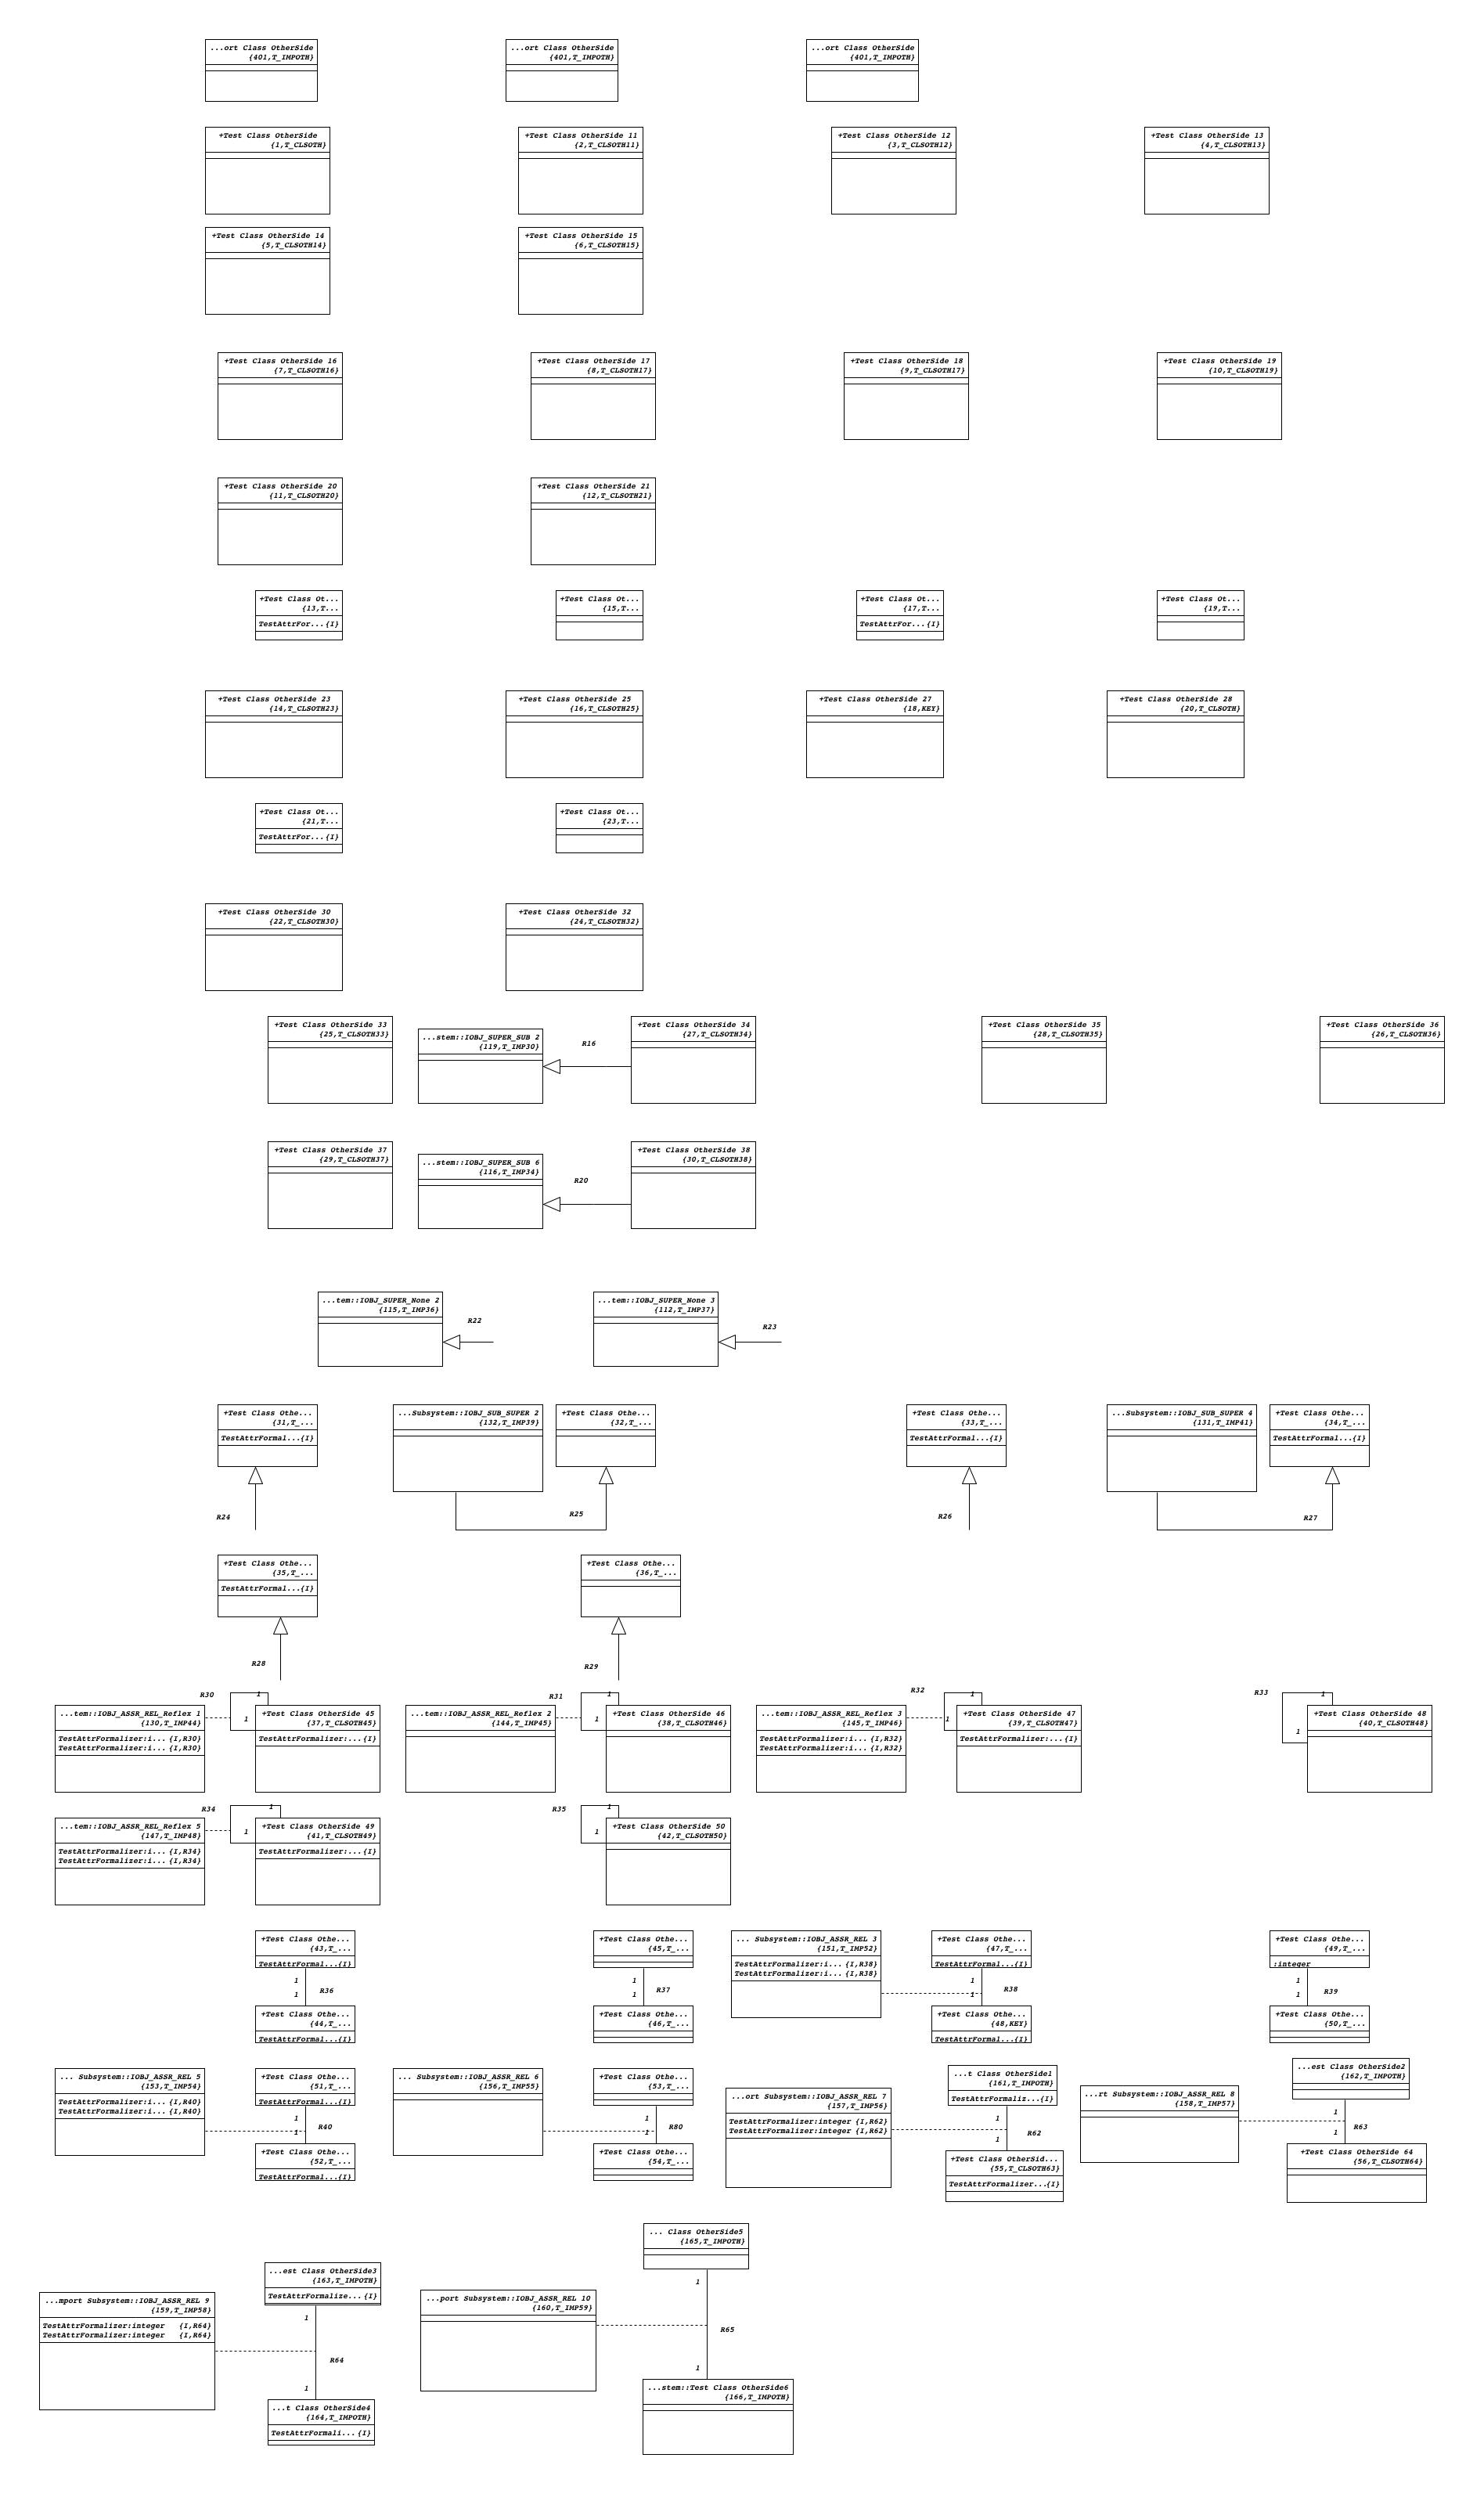 ...ort Class OtherSide
{401,T_IMPOTH}
...ort Class OtherSide
{401,T_IMPOTH}
...ort Class OtherSide
{401,T_IMPOTH}
+Test Class OtherSide
{1,T_CLSOTH}
+Test Class OtherSide 11
{2,T_CLSOTH11}
+Test Class OtherSide 12
{3,T_CLSOTH12}
+Test Class OtherSide 13
{4,T_CLSOTH13}
+Test Class OtherSide 14
{5,T_CLSOTH14}
+Test Class OtherSide 15
{6,T_CLSOTH15}
+Test Class OtherSide 16
{7,T_CLSOTH16}
+Test Class OtherSide 17
{8,T_CLSOTH17}
+Test Class OtherSide 18
{9,T_CLSOTH17}
+Test Class OtherSide 19
{10,T_CLSOTH19}
+Test Class OtherSide 20
{11,T_CLSOTH20}
+Test Class OtherSide 21
{12,T_CLSOTH21}
+Test Class Ot...
{13,T...
TestAttrFor...{I}
+Test Class Ot...
{15,T...
+Test Class Ot...
{17,T...
TestAttrFor...{I}
+Test Class Ot...
{19,T...
+Test Class OtherSide 23
{14,T_CLSOTH23}
+Test Class OtherSide 25
{16,T_CLSOTH25}
+Test Class OtherSide 27
{18,KEY}
+Test Class OtherSide 28
{20,T_CLSOTH}
+Test Class Ot...
{21,T...
TestAttrFor...{I}
+Test Class Ot...
{23,T...
+Test Class OtherSide 30
{22,T_CLSOTH30}
+Test Class OtherSide 32
{24,T_CLSOTH32}
+Test Class OtherSide 33
{25,T_CLSOTH33}
...stem::IOBJ_SUPER_SUB 2
{119,T_IMP30}
R16
+Test Class OtherSide 34
{27,T_CLSOTH34}
+Test Class OtherSide 35
{28,T_CLSOTH35}
+Test Class OtherSide 36
{26,T_CLSOTH36}
+Test Class OtherSide 37
{29,T_CLSOTH37}
...stem::IOBJ_SUPER_SUB 6
{116,T_IMP34}
R20
+Test Class OtherSide 38
{30,T_CLSOTH38}
...tem::IOBJ_SUPER_None 2
{115,T_IMP36}
R22
...tem::IOBJ_SUPER_None 3
{112,T_IMP37}
R23
+Test Class Othe...
{31,T_...
TestAttrFormal...{I}
R24
...Subsystem::IOBJ_SUB_SUPER 2
{132,T_IMP39}
+Test Class Othe...
{32,T_...
R25
+Test Class Othe...
{33,T_...
TestAttrFormal...{I}
R26
...Subsystem::IOBJ_SUB_SUPER 4
{131,T_IMP41}
+Test Class Othe...
{34,T_...
TestAttrFormal...{I}
R27
+Test Class Othe...
{35,T_...
TestAttrFormal...{I}
R28
+Test Class Othe...
{36,T_...
R29
R30
1
1
...tem::IOBJ_ASSR_REL_Reflex 1
{130,T_IMP44}
TestAttrFormalizer:i... {I,R30}
TestAttrFormalizer:i... {I,R30}
+Test Class OtherSide 45
{37,T_CLSOTH45}
TestAttrFormalizer:...{I}
R31
1
1
...tem::IOBJ_ASSR_REL_Reflex 2
{144,T_IMP45}
+Test Class OtherSide 46
{38,T_CLSOTH46}
R32
1
1
...tem::IOBJ_ASSR_REL_Reflex 3
{145,T_IMP46}
TestAttrFormalizer:i... {I,R32}
TestAttrFormalizer:i... {I,R32}
+Test Class OtherSide 47
{39,T_CLSOTH47}
TestAttrFormalizer:...{I}
R33
1
1
+Test Class OtherSide 48
{40,T_CLSOTH48}
R34
1
1
...tem::IOBJ_ASSR_REL_Reflex 5
{147,T_IMP48}
TestAttrFormalizer:i... {I,R34}
TestAttrFormalizer:i... {I,R34}
+Test Class OtherSide 49
{41,T_CLSOTH49}
TestAttrFormalizer:...{I}
R35
1
1
+Test Class OtherSide 50
{42,T_CLSOTH50}
+Test Class Othe...
{43,T_...
TestAttrFormal...{I}
1
R36
1
+Test Class Othe...
{44,T_...
TestAttrFormal...{I}
+Test Class Othe...
{45,T_...
1
R37
1
+Test Class Othe...
{46,T_...
... Subsystem::IOBJ_ASSR_REL 3
{151,T_IMP52}
TestAttrFormalizer:i... {I,R38}
TestAttrFormalizer:i... {I,R38}
+Test Class Othe...
{47,T_...
TestAttrFormal...{I}
1
R38
1
+Test Class Othe...
{48,KEY}
TestAttrFormal...{I}
+Test Class Othe...
{49,T_...
:integer
1
R39
1
+Test Class Othe...
{50,T_...
... Subsystem::IOBJ_ASSR_REL 5
{153,T_IMP54}
TestAttrFormalizer:i... {I,R40}
TestAttrFormalizer:i... {I,R40}
+Test Class Othe...
{51,T_...
TestAttrFormal...{I}
1
R40
1
+Test Class Othe...
{52,T_...
TestAttrFormal...{I}
... Subsystem::IOBJ_ASSR_REL 6
{156,T_IMP55}
+Test Class Othe...
{53,T_...
1
R80
1
+Test Class Othe...
{54,T_...
...ort Subsystem::IOBJ_ASSR_REL 7
{157,T_IMP56}
TestAttrFormalizer:integer {I,R62}
TestAttrFormalizer:integer {I,R62}
...t Class OtherSide1
{161,T_IMPOTH}
TestAttrFormaliz...{I}
1
R62
1
+Test Class OtherSid...
{55,T_CLSOTH63}
TestAttrFormalizer...{I}
...rt Subsystem::IOBJ_ASSR_REL 8
{158,T_IMP57}
...est Class OtherSide2
{162,T_IMPOTH}
1
R63
1
+Test Class OtherSide 64
{56,T_CLSOTH64}
...mport Subsystem::IOBJ_ASSR_REL 9
{159,T_IMP58}
TestAttrFormalizer:integer {I,R64}
TestAttrFormalizer:integer {I,R64}
...est Class OtherSide3
{163,T_IMPOTH}
TestAttrFormalize...{I}
1
R64
1
...t Class OtherSide4
{164,T_IMPOTH}
TestAttrFormali...{I}
...port Subsystem::IOBJ_ASSR_REL 10
{160,T_IMP59}
... Class OtherSide5
{165,T_IMPOTH}
1
R65
1
...stem::Test Class OtherSide6
{166,T_IMPOTH}